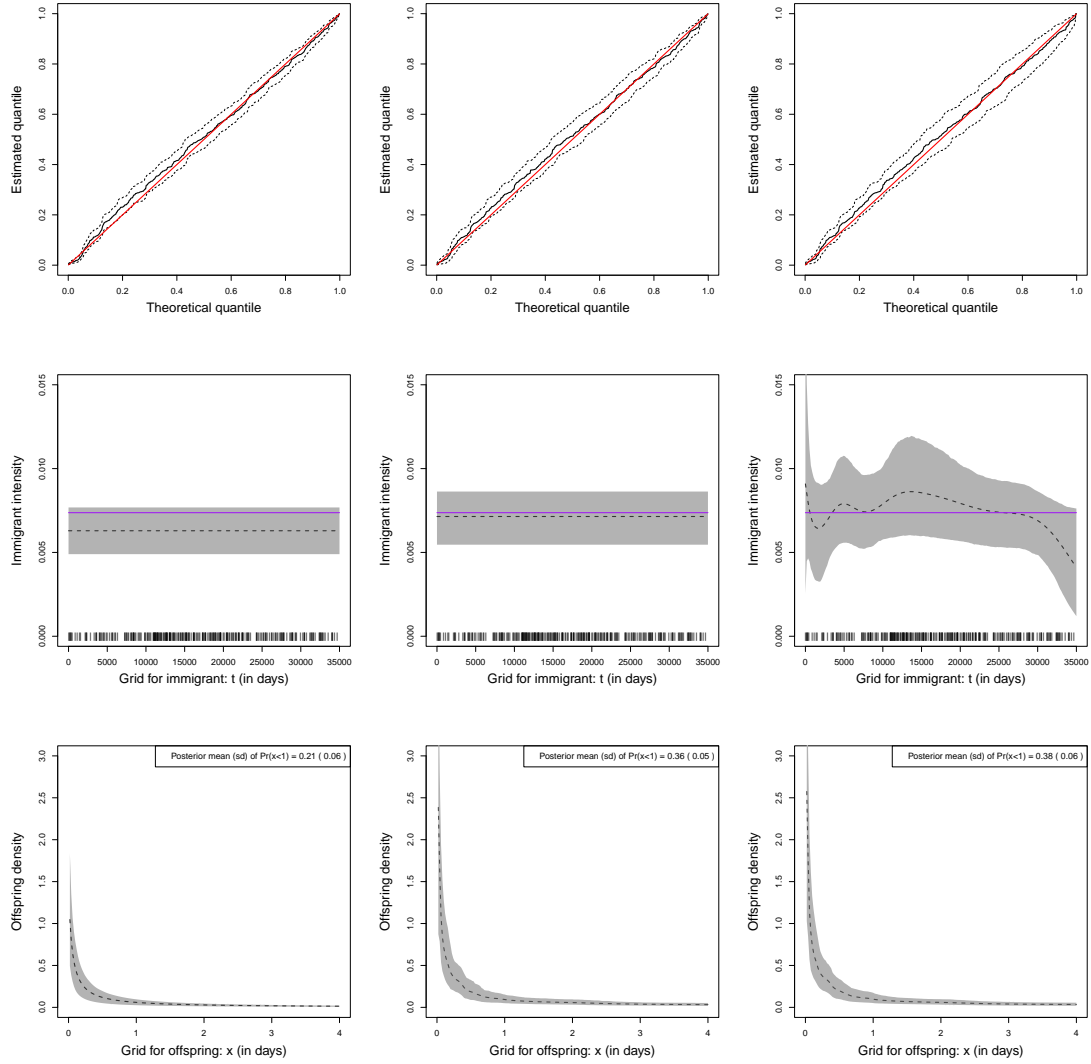 1.0
0.8
0.6
0.4
0.2
0.0
Estimated quantile
0.0 0.2 0.4 0.6 0.8 1.0
Theoretical quantile
1.0
0.8
0.6
0.4
0.2
0.0
Estimated quantile
0.0 0.2 0.4 0.6 0.8 1.0
Theoretical quantile
1.0
0.8
0.6
0.4
0.2
0.0
Estimated quantile
0.0 0.2 0.4 0.6 0.8 1.0
Theoretical quantile
0.015
0.010
0.005
0.000
Immigrant intensity
0 5000 10000 15000 20000 25000 30000 35000
Grid for immigrant: t (in days)
0.015
0.010
0.005
0.000
Immigrant intensity
0 5000 10000 15000 20000 25000 30000 35000
Grid for immigrant: t (in days)
0.015
0.010
0.005
0.000
Immigrant intensity
0 5000 10000 15000 20000 25000 30000 35000
Grid for immigrant: t (in days)
Posterior mean (sd) of Pr(x<1) = 0.21 ( 0.06 )
3.0
2.5
2.0
1.5
1.0
0.5
0.0
Offspring density
0 1 2 3 4
Grid for offspring: x (in days)
Posterior mean (sd) of Pr(x<1) = 0.36 ( 0.05 )
3.0
2.5
2.0
1.5
1.0
0.5
0.0
Offspring density
0 1 2 3 4
Grid for offspring: x (in days)
Posterior mean (sd) of Pr(x<1) = 0.38 ( 0.06 )
3.0
2.5
2.0
1.5
1.0
0.5
0.0
Offspring density
0 1 2 3 4
Grid for offspring: x (in days)